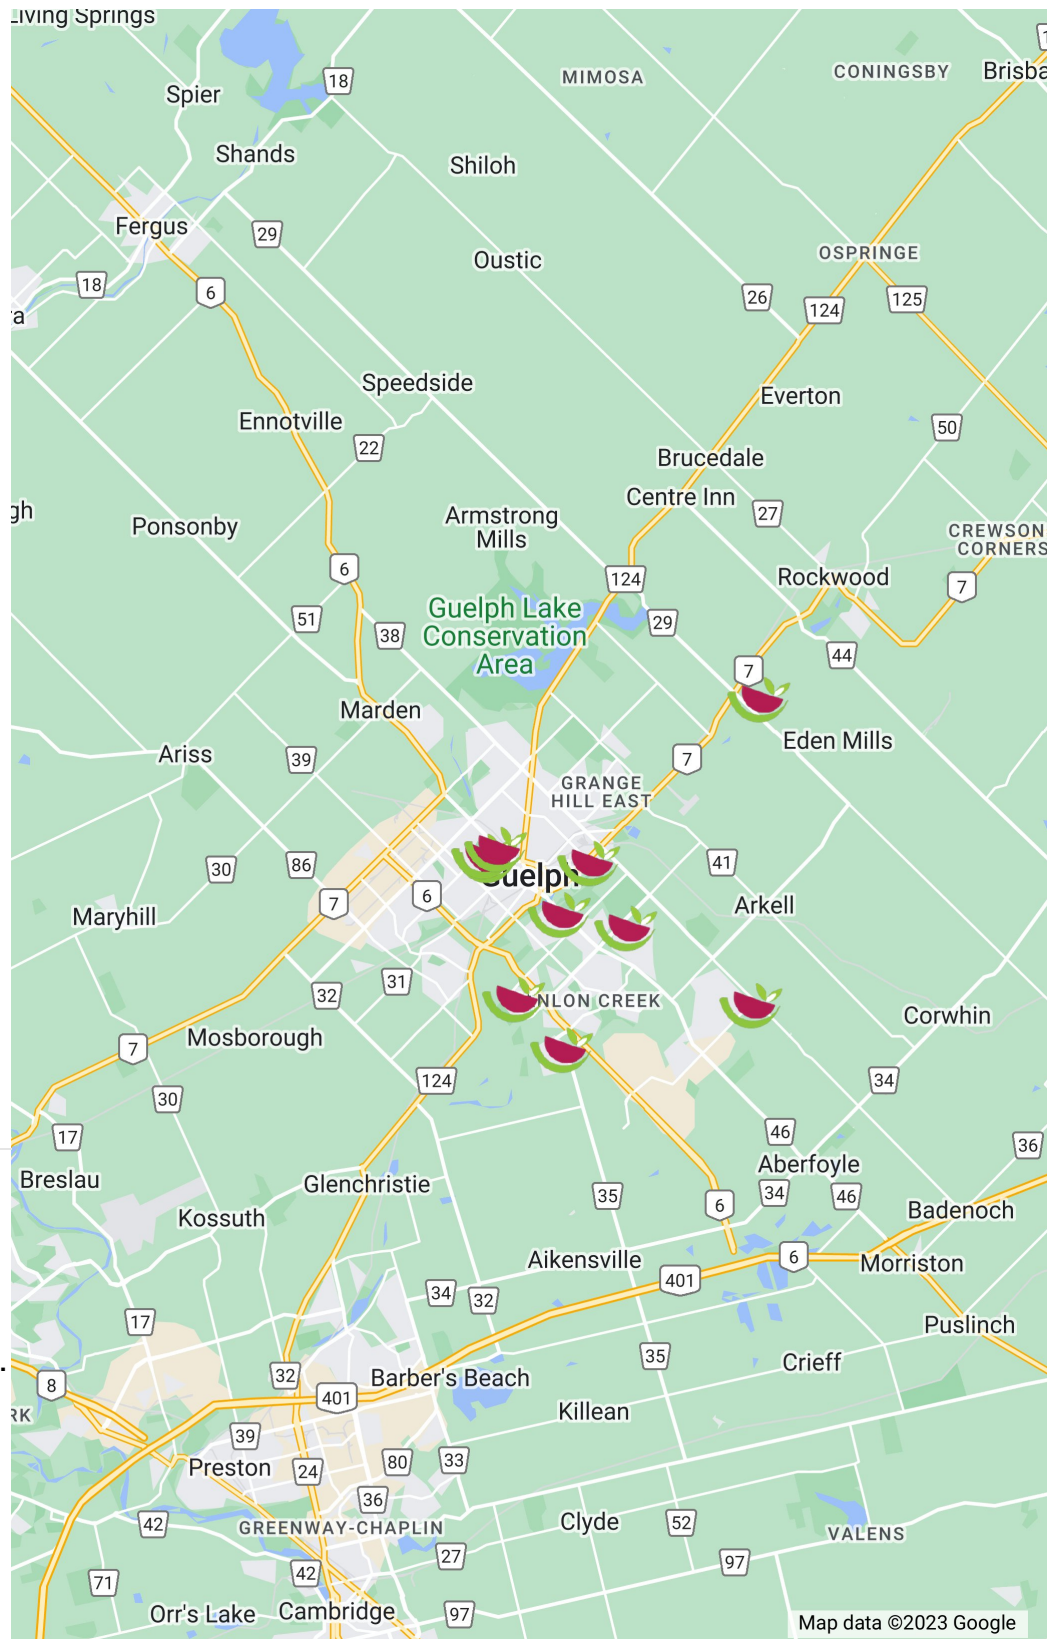 Living Springs
MIMOSA
CONINGSBY
Brisba
1
18
Spier
Shands
Shiloh
Fergus
29
Oustic
OSPRINGE
18
6
26
124
125
ra
Speedside
Everton
Ennotville
50
22
Brucedale
Centre Inn
gh
Ponsonby
Armstrong
Mills
27
CREWSON
CORNERS
6
124
Rockwood
7
Guelph Lake
Conservation
Area
51
38
29
44
7
Marden
Eden Mills
Ariss
39
7
GRANGE
HILL EAST
30
86
41
Guelph
7
6
Maryhill
Arkell
32
31
NLON CREEK
Corwhin
Mosborough
7
124
34
30
17
46
36
Breslau
Glenchristie
Aberfoyle
35
34
46
6
Kossuth
Badenoch
Aikensville
6
Morriston
401
34
32
17
Puslinch
35
Crieff
32
Barber's Beach
8
401
RK
Killean
39
Preston
24
80
33
36
42
GREENWAY-CHAPLIN
Clyde
52
VALENS
27
97
42
71
Orr's Lake
Cambridge
97
Map data ©2023 Google